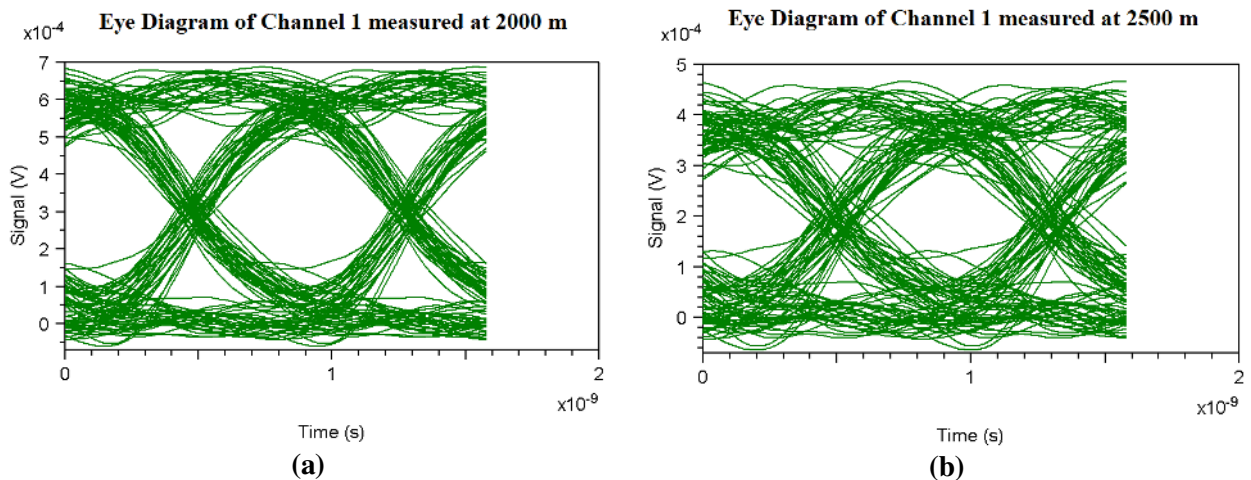 Eye Diagram of Channel 1 measured at 2000 m
x10-4
7
6
5
4
3
2
1
0
Signal (V)
0
1
2
x10-9
Time (s)
(a)
Eye Diagram of Channel 1 measured at 2500 m
x10-4
5
4
3
2
1
0
Signal (V)
0
1
2
x10-9
Time (s)
(b)